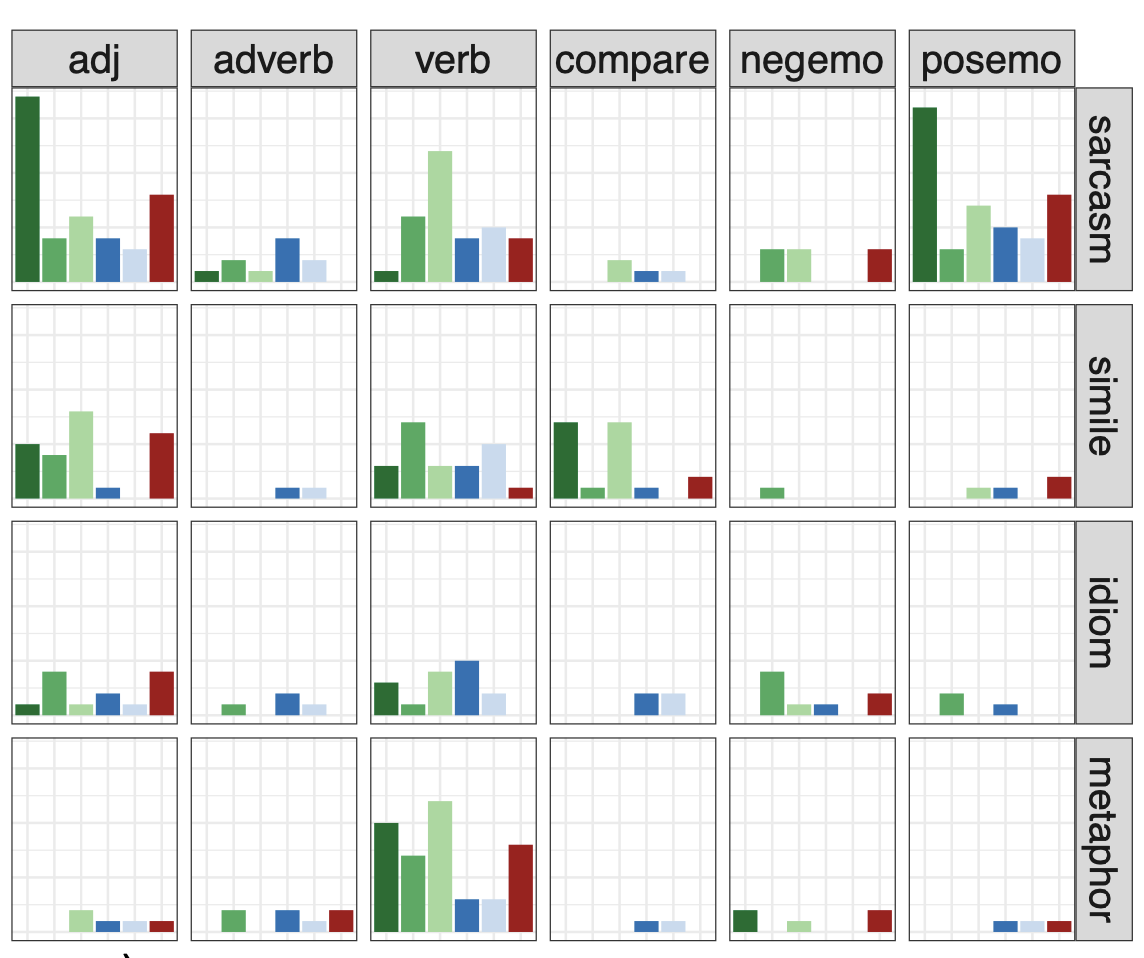 adj adverb verb compare negemo posemo
sarcasm
simile
idiom
metaphor